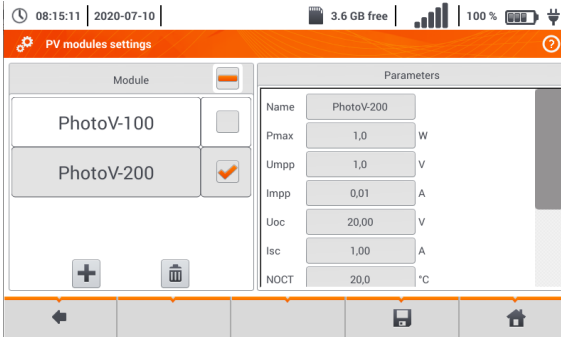 08:15:11 2020-07-10 3.6 GB free 100 %
PV modules settings ?
Module
PhotoV-100
PhotoV-200
Parameters
Name PhotoV-200
Pmax 1,0 W
Umpp 1,0 V
Impp 0,01 A
Uoc 20,00 V
Isc 1,00 A
NOCT 20,0 °C